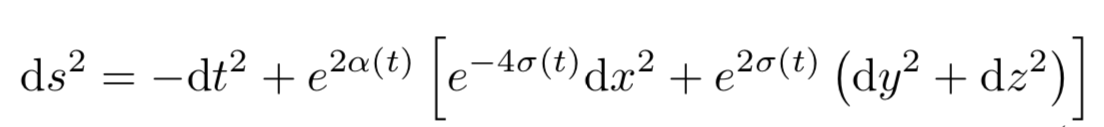 ds² = −dt² + e^{2α(t)} [e^{−4σ(t)}dx² + e^{2σ(t)} (dy² + dz²)]